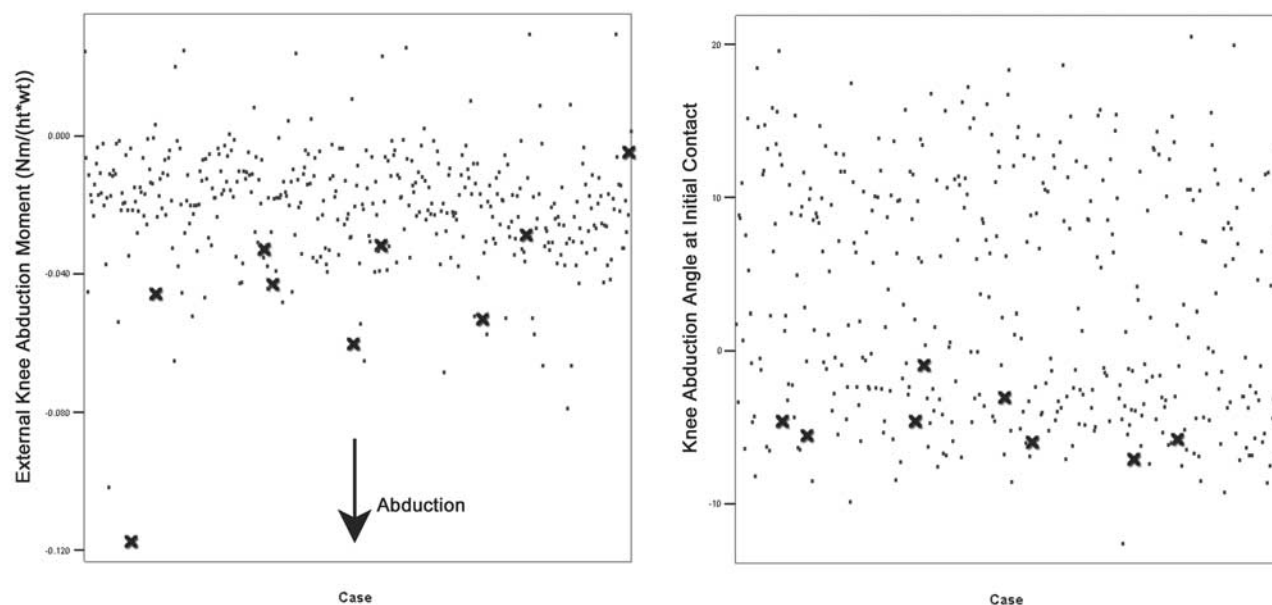 External Knee Abduction Moment (Nm/(ht*wt))
0.000
-0.040
-0.080
-0.120
Abduction
Case
Knee Abduction Angle at Initial Contact
20
10
0
-10
Case